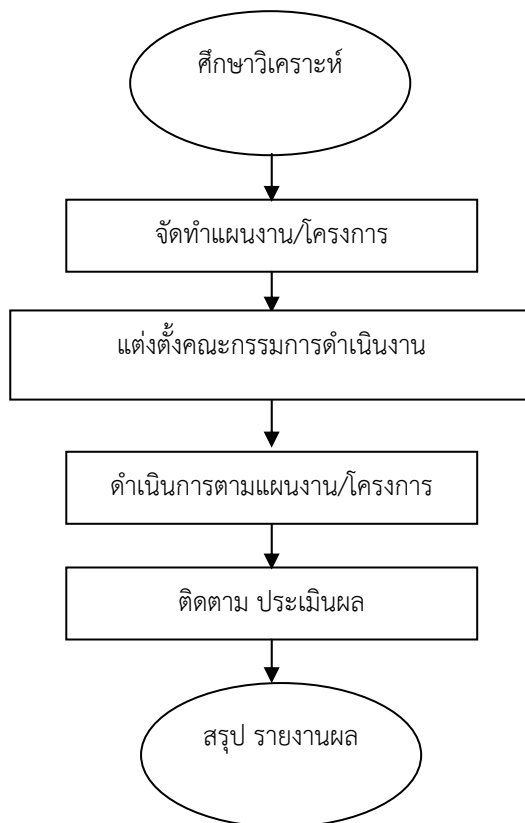 ศึกษาวิเคราะห์
จัดทำแผนงาน/โครงการ
แต่งตั้งคณะกรรมการดำเนินงาน
ดำเนินการตามแผนงาน/โครงการ
ติดตาม ประเมินผล
สรุป รายงานผล